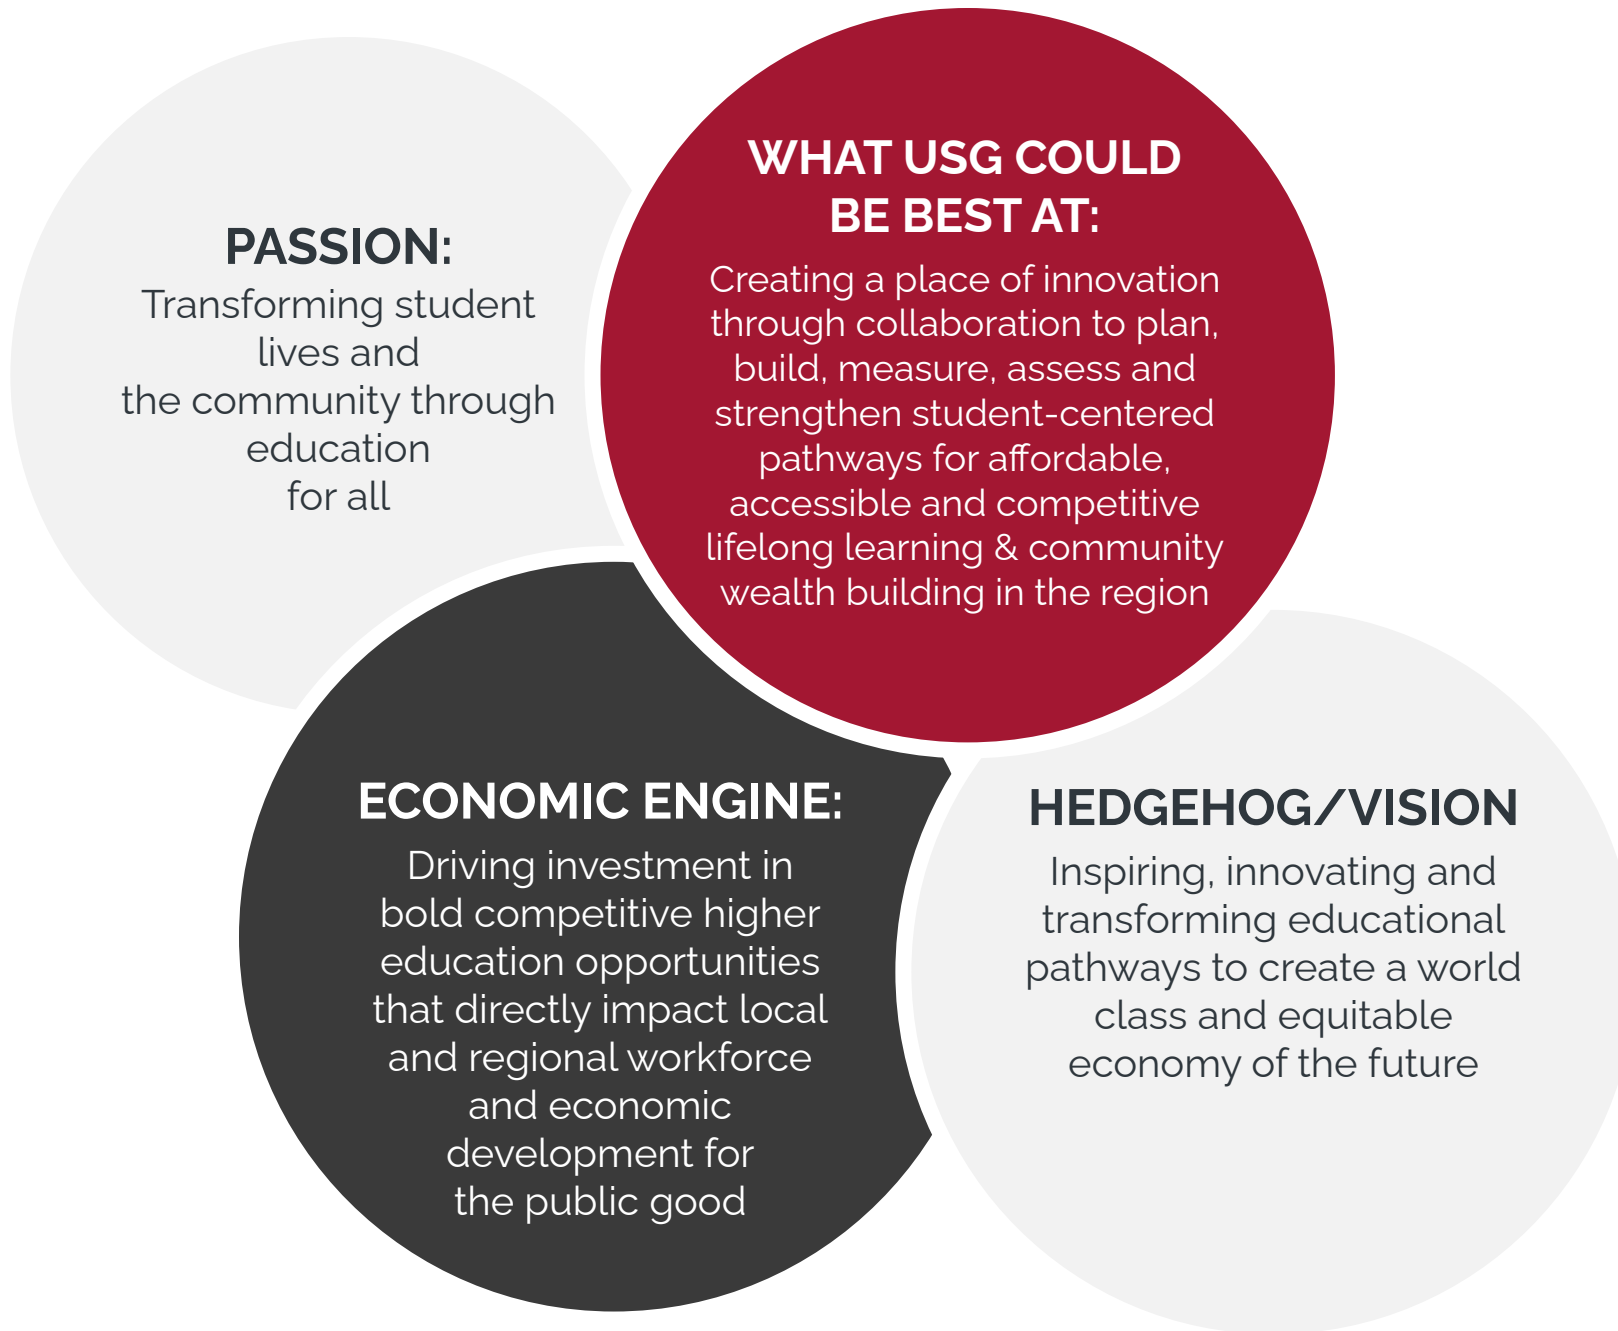 PASSION:
Transforming student
lives and
the community through
education
for all
WHAT USG COULD
BE BEST AT:
Creating a place of innovation
through collaboration to plan,
build, measure, assess and
strengthen student-centered
pathways for affordable,
accessible and competitive
lifelong learning & community
wealth building in the region
ECONOMIC ENGINE:
Driving investment in
bold competitive higher
education opportunities
that directly impact local
and regional workforce
and economic
development for
the public good
HEDGEHOG/VISION
Inspiring, innovating and
transforming educational
pathways to create a world
class and equitable
economy of the future